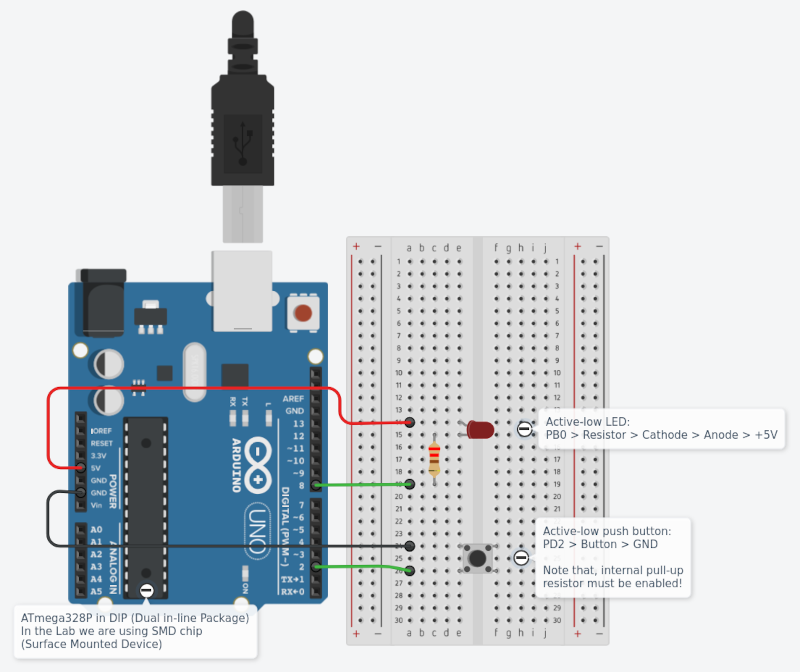 + − a b c d e f g h i j + −
1 1
2 2
3 3
4 4
5 5
6 6
7 7
8 8
9 9
10 10
11 11
12 12
13 13
14
15 15
16 16
17 17
18 18
19 19
20 20
21 21
22 22
23 23
24
25 25
26
27 27
28 28
29 29
30 30
+ − a b c d e f g h i j + −
RX TX L
AREF
GND
13
12
~11
~10
~9
8
7
~6
~5
4
~3
2
TX→1
RX←0
DIGITAL (PWM~)
ARDUINO
UNO
ON
IOREF
RESET
3.3V
5V
GND
GND
Vin
POWER
A0
A1
A2
A3
A4
A5
ANALOG IN
Active-low LED:
PB0 > Resistor > Cathode > Anode > +5V
Active-low push button:
PD2 > Button > GND
Note that, internal pull-up
resistor must be enabled!
ATmega328P in DIP (Dual in-line Package)
In the Lab we are using SMD chip
(Surface Mounted Device)